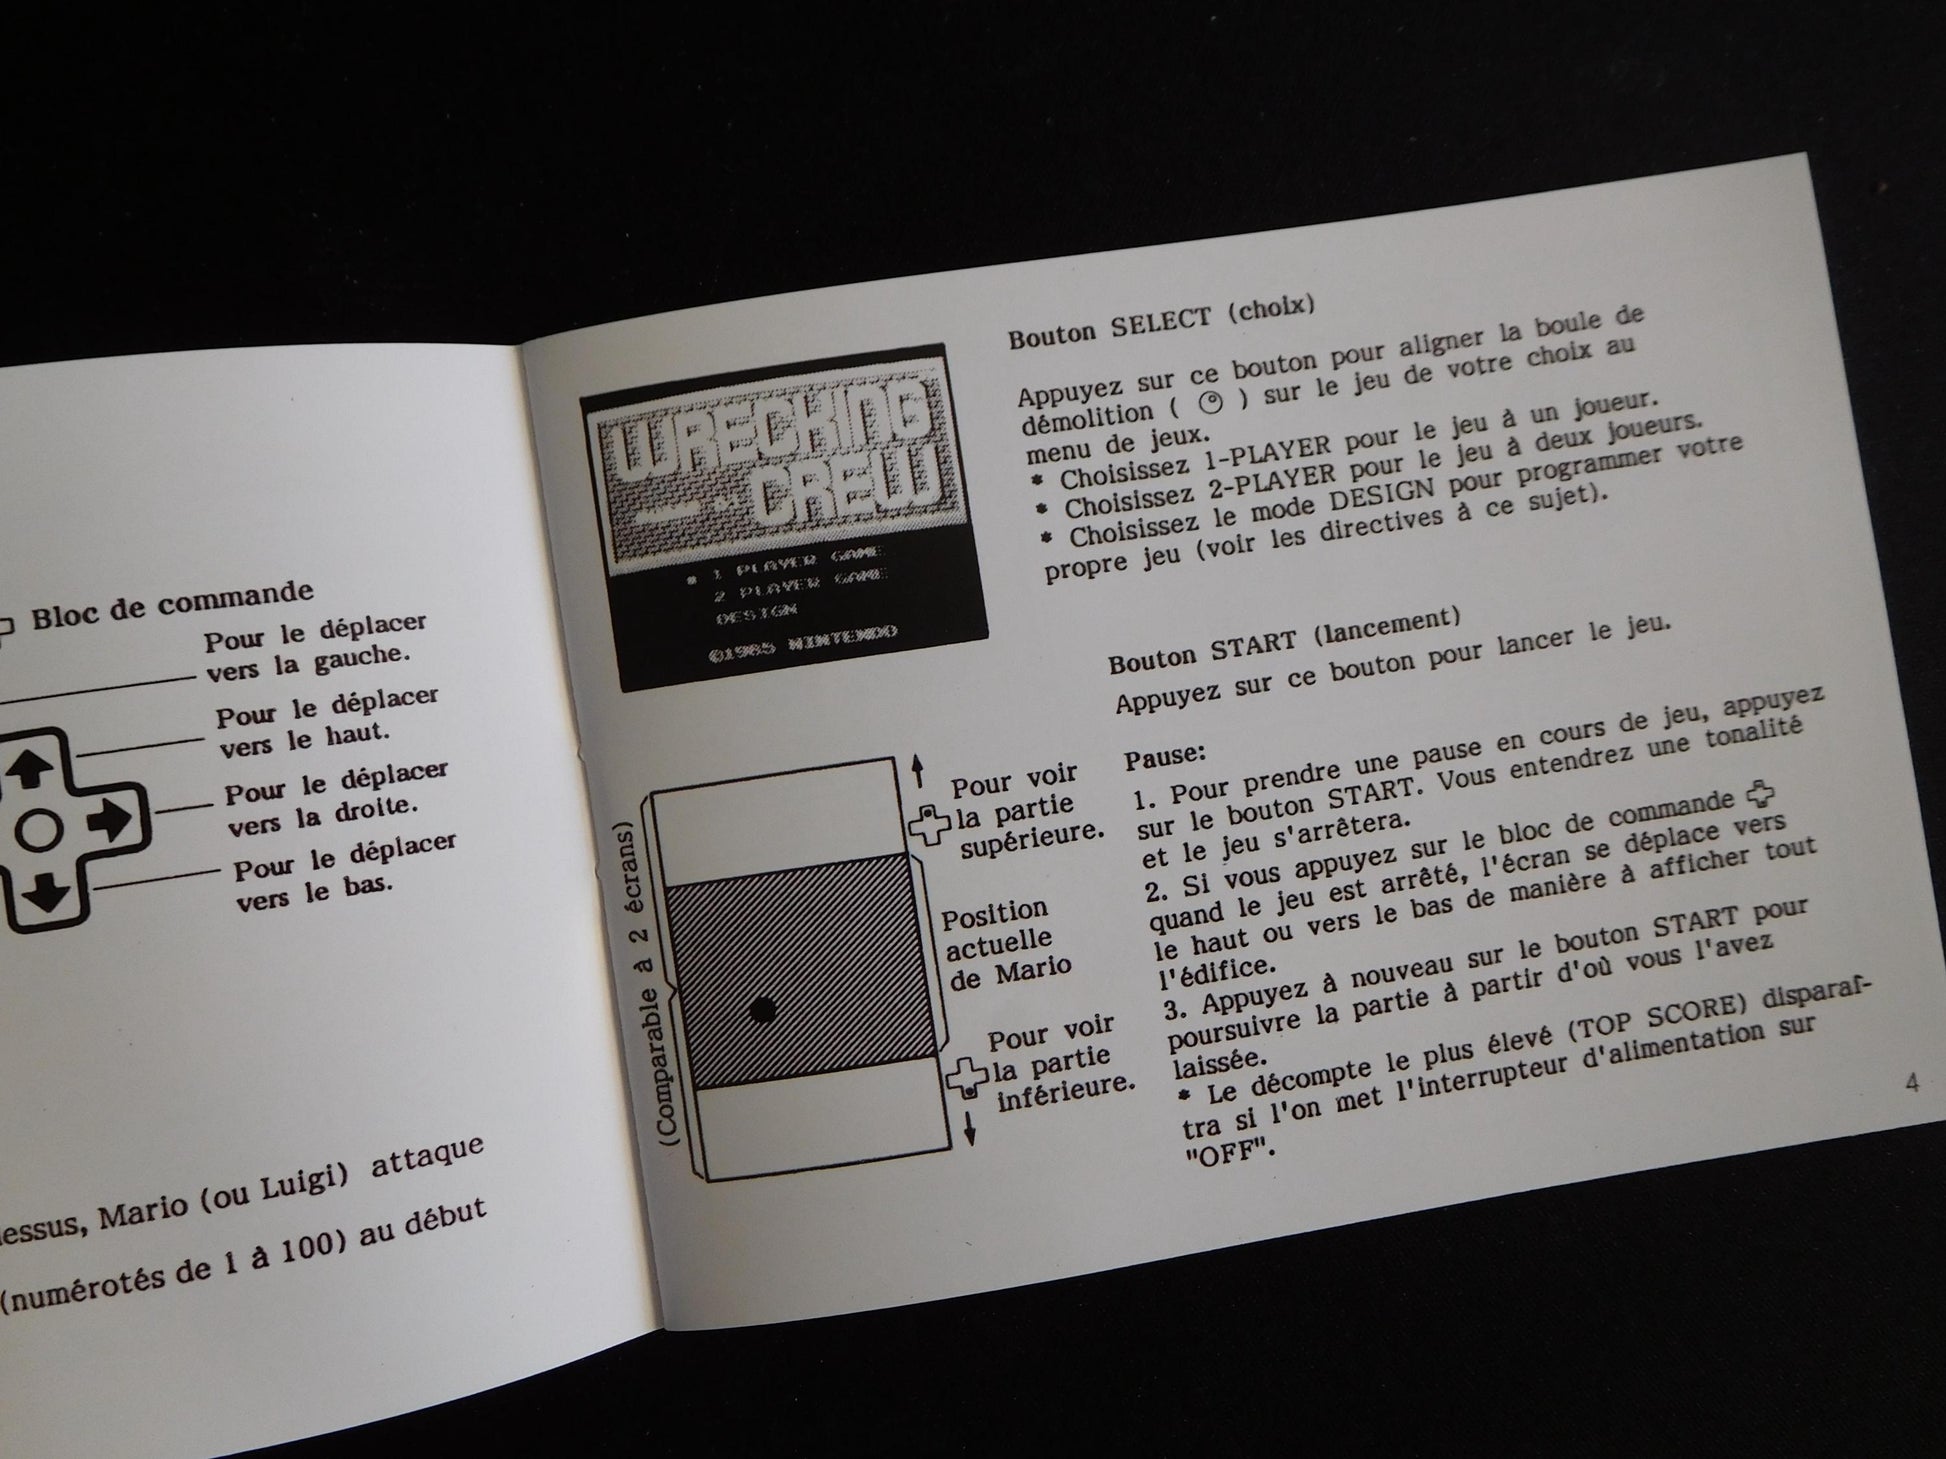 Bloc de commande
Pour le déplacer
vers la gauche.
Pour le déplacer
vers le haut.
Pour le déplacer
vers la droite.
Pour le déplacer
vers le bas.
essus, Mario (ou Luigi) attaque
(numérotés de 1 à 100) au début
WRECKING
CREW
1 PLAYER GAME
2 PLAYER GAME
DESIGN
©1985 NINTENDO
(Comparable à 2 écrans)
Pour voir
la partie
supérieure.
Position
actuelle
de Mario
Pour voir
la partie
inférieure.
Bouton SELECT (choix)
Appuyez sur ce bouton pour aligner la boule de
démolition ( ) sur le jeu de votre choix au
menu de jeux.
* Choisissez 1-PLAYER pour le jeu à un joueur.
* Choisissez 2-PLAYER pour le jeu à deux joueurs.
* Choisissez le mode DESIGN pour programmer votre
propre jeu (voir les directives à ce sujet).
Bouton START (lancement)
Appuyez sur ce bouton pour lancer le jeu.
Pause:
1. Pour prendre une pause en cours de jeu, appuyez
sur le bouton START. Vous entendrez une tonalité
et le jeu s'arrêtera.
2. Si vous appuyez sur le bloc de commande
quand le jeu est arrêté, l'écran se déplace vers
le haut ou vers le bas de manière à afficher tout
l'édifice.
3. Appuyez à nouveau sur le bouton START pour
poursuivre la partie à partir d'où vous l'avez
laissée.
* Le décompte le plus élevé (TOP SCORE) disparaî-
tra si l'on met l'interrupteur d'alimentation sur
"OFF".
4